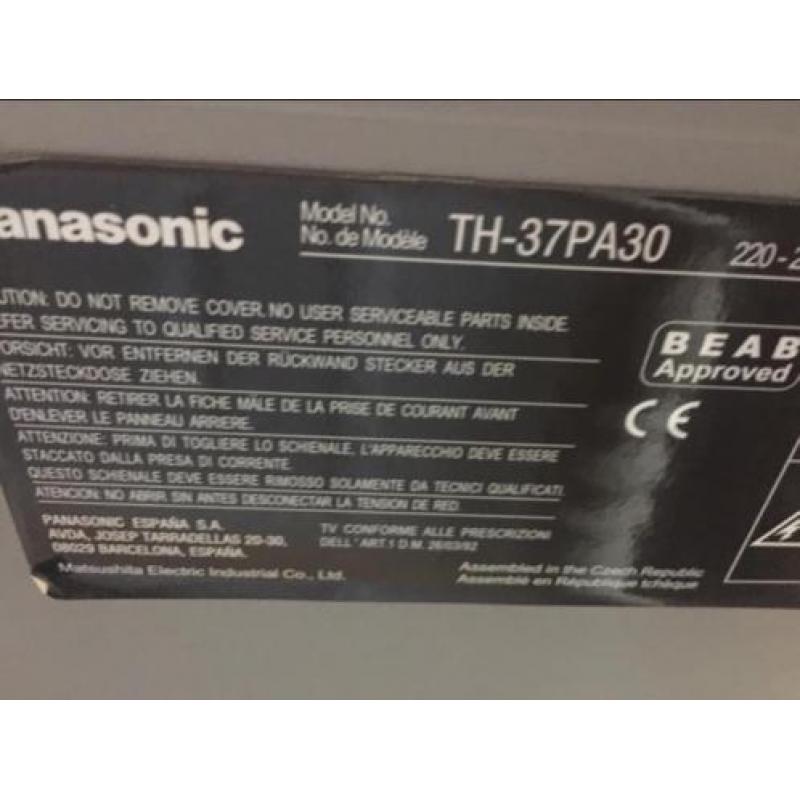 anasonic
Model No.
No. de Modèle
TH-37PA30
220-2
UTION: DO NOT REMOVE COVER. NO USER SERVICEABLE PARTS INSIDE.
FER SERVICING TO QUALIFIED SERVICE PERSONNEL ONLY.
ORSICHT: VOR ENTFERNEN DER RÜCKWAND STECKER AUS DER
NETZSTECKDOSE ZIEHEN.
ATTENTION: RETIRER LA FICHE MÂLE DE LA PRISE DE COURANT AVANT
D'ENLEVER LE PANNEAU ARRIERE.
ATTENZIONE: PRIMA DI TOGLIERE LO SCHIENALE, L'APPARECCHIO DEVE ESSERE
STACCATO DALLA PRESA DI CORRENTE.
QUESTO SCHIENALE DEVE ESSERE RIMOSSO SOLAMENTE DA TECNICI QUALIFICATI.
ATENCION: NO ABRIR, SIN ANTES DESCONECTAR LA TENSION DE RED.
PANASONIC ESPAÑA S.A.
AVDA, JOSEP TARRADELLAS 20-30,
08029 BARCELONA, ESPAÑA.
TV CONFORME ALLE PRESCRIZIONI
DELL'ART 1 D.M. 26/03/92
Matsushita Electric Industrial Co., Ltd.
Assembled in the Czech Republic
Assemblé en République tchèque
BEAB
Approved
CE